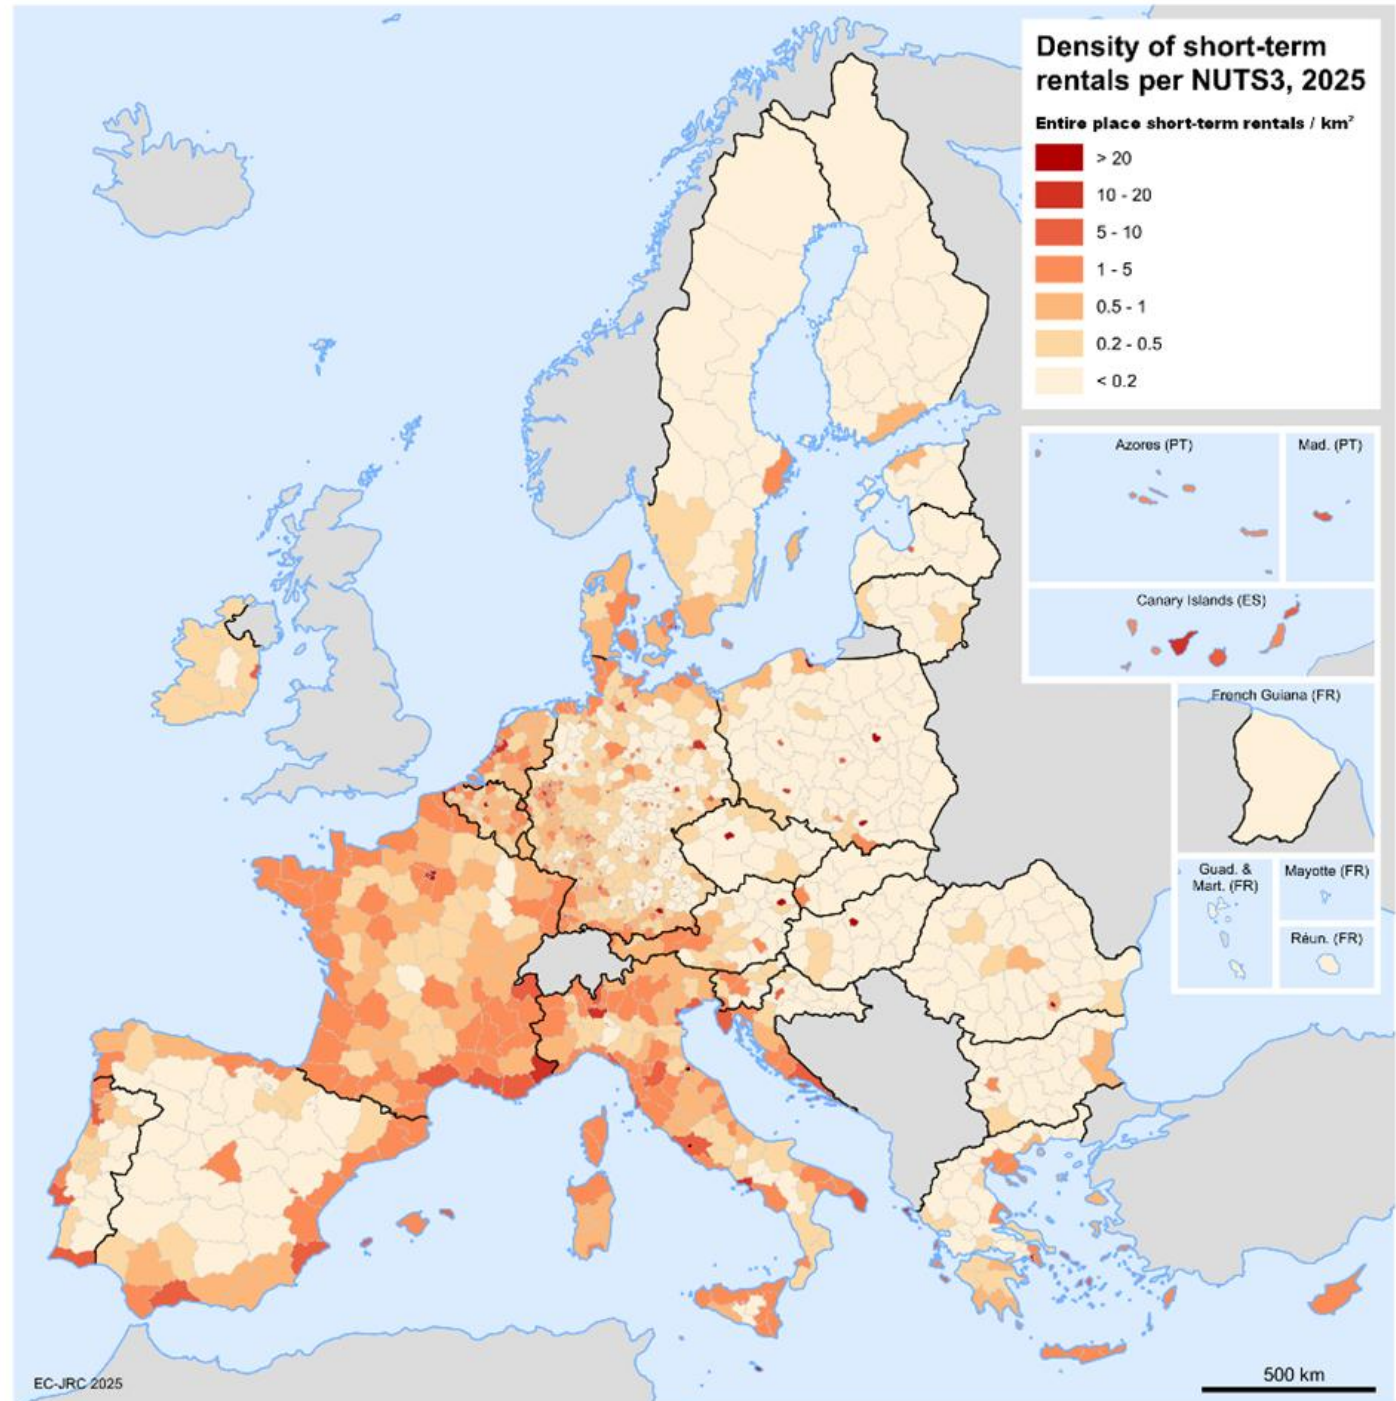 Density of short-term
rentals per NUTS3, 2025
Entire place short-term rentals / km²
> 20
10 - 20
5 - 10
1 - 5
0.5 - 1
0.2 - 0.5
< 0.2
Azores (PT)
Mad. (PT)
Canary Islands (ES)
French Guiana (FR)
Guad. &
Mart. (FR)
Mayotte (FR)
Réun. (FR)
EC-JRC 2025
500 km